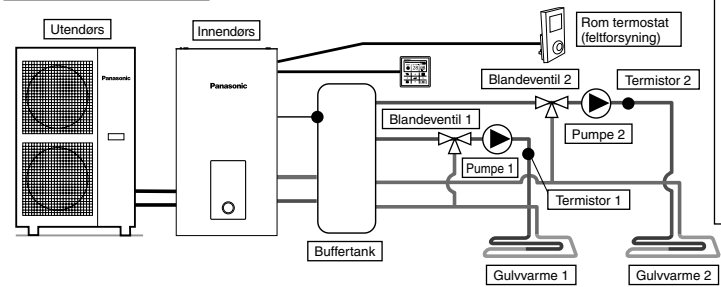 Utendørs
Innendørs
Rom termostat
(feltforsyning)
Panasonic
Panasonic
Blandeventil 2
Termistor 2
Blandeventil 1
Pumpe 2
Pumpe 1
Termistor 1
Buffertank
Gulvvarme 1
Gulvvarme 2